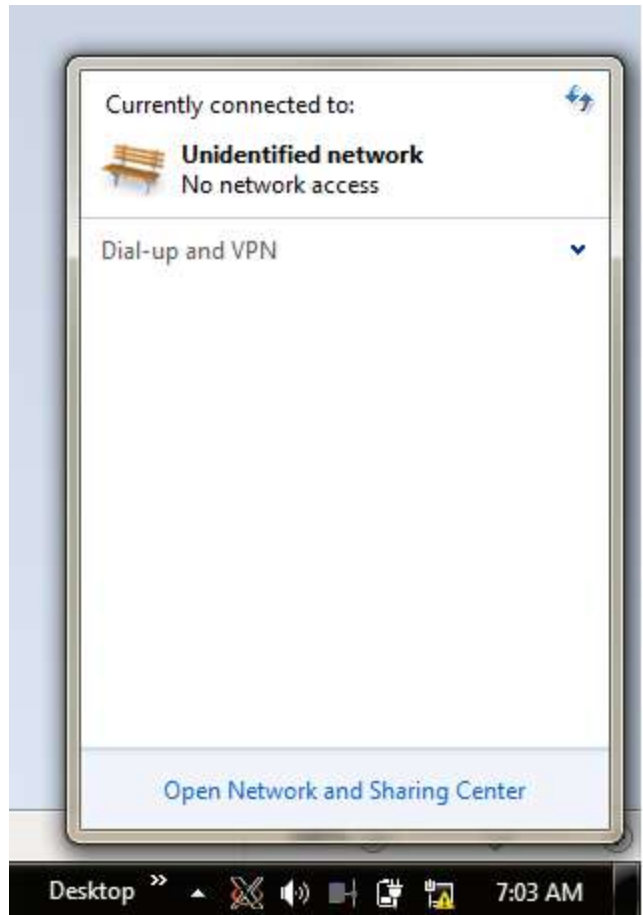 Currently connected to:
Unidentified network
No network access
Dial-up and VPN
Open Network and Sharing Center
Desktop »
7:03 AM